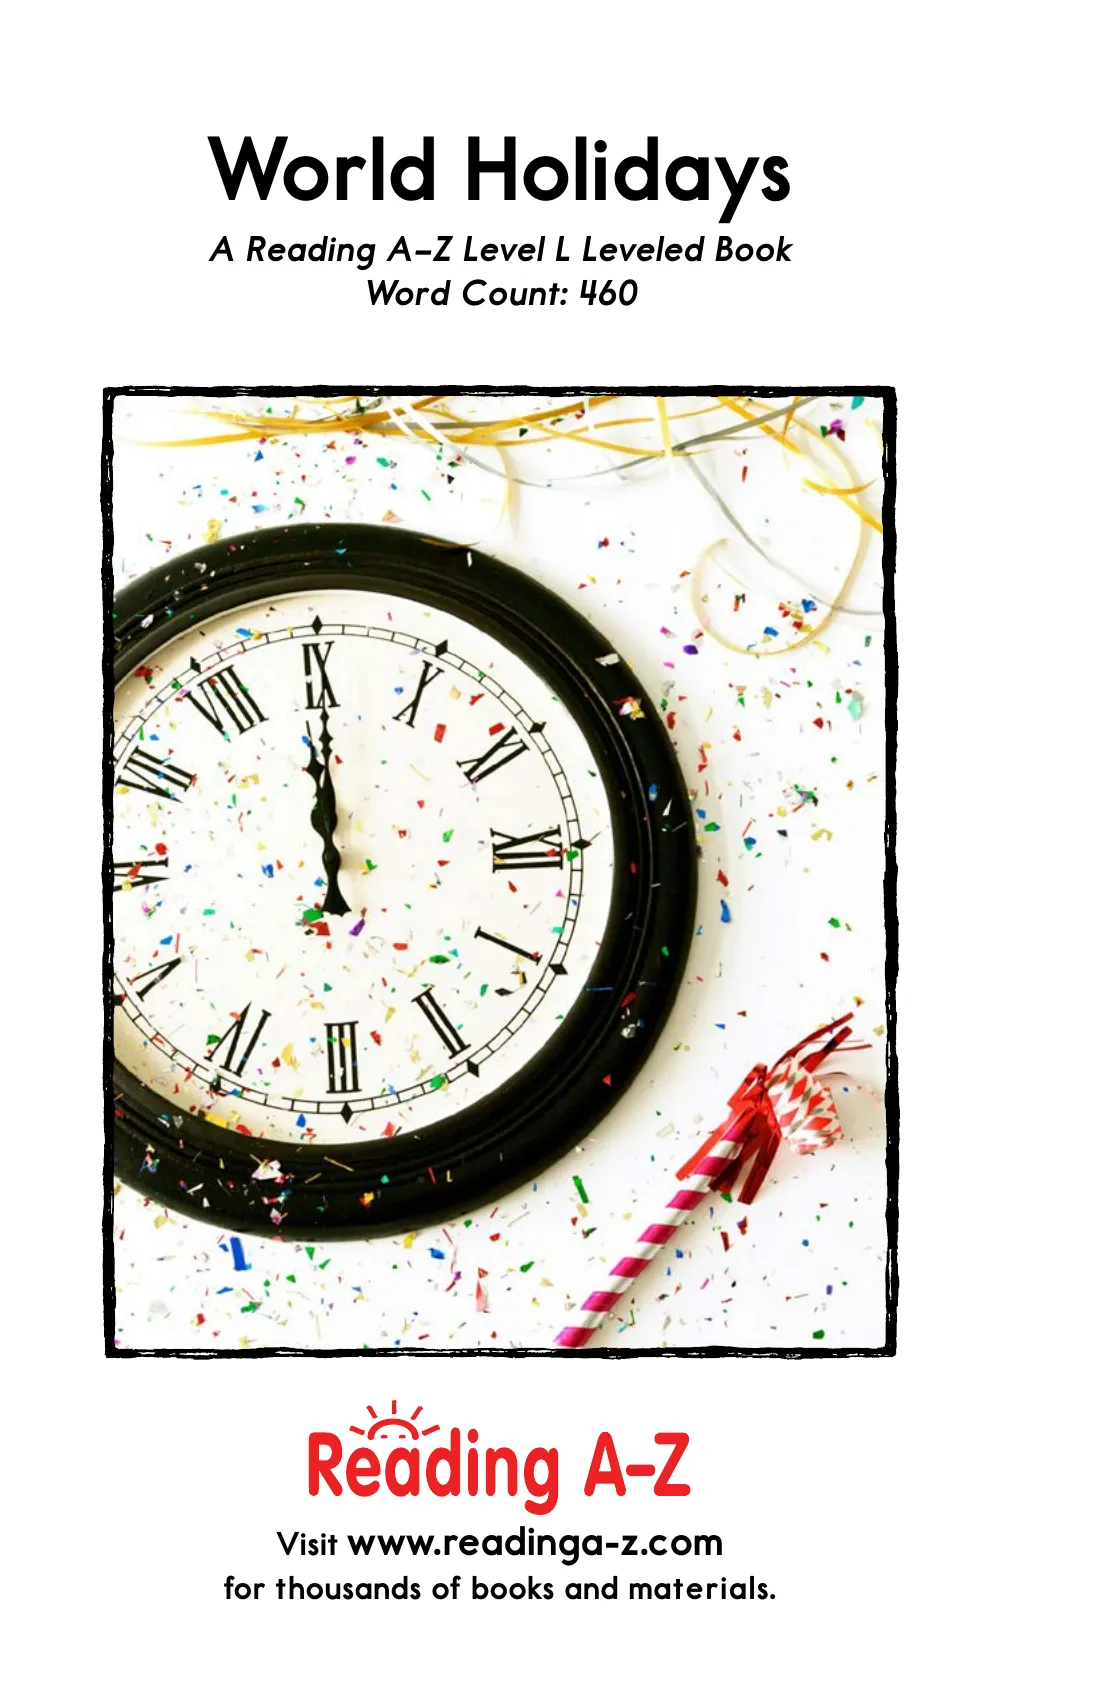 World Holidays
A Reading A–Z Level L Leveled Book
Word Count: 460
IX
X
XI
XII
I
II
III
IV
V
VI
VII
VIII
Reading A–Z
Visit www.readinga-z.com
for thousands of books and materials.